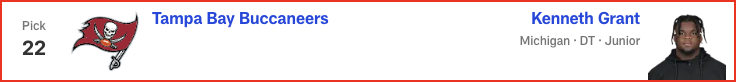 Pick
22
Tampa Bay Buccaneers
Kenneth Grant
Michigan · DT · Junior